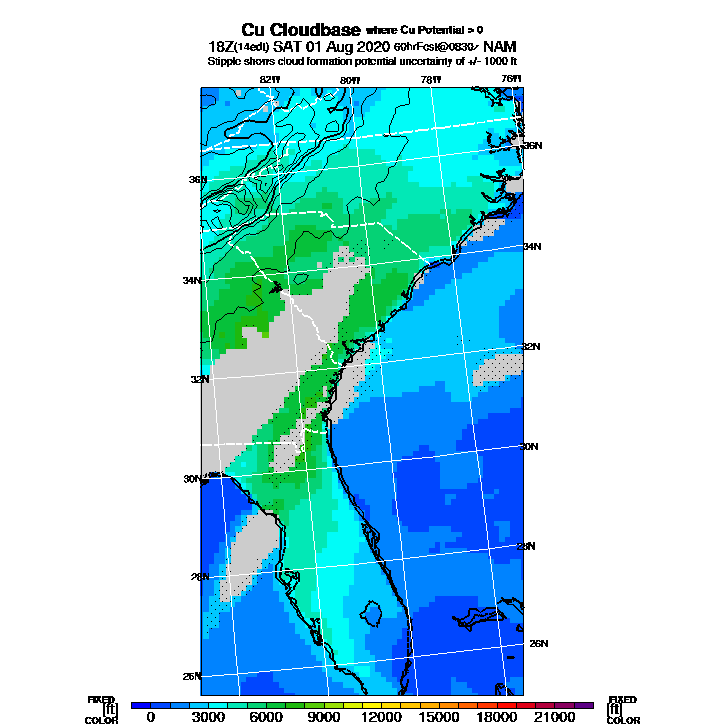 Cu Cloudbase where Cu Potential > 0
18Z(14edt) SAT 01 Aug 2020 60hrFcst@0830z NAM
Stipple shows cloud formation potential uncertainty of +/- 1000 ft
82W 80W 78W 76W
36N
36N
34N
34N
32N
32N
30N
30N
28N
28N
26N
26N
FIXED FIXED
[ft] [ft]
COLOR COLOR
0 3000 6000 9000 12000 15000 18000 21000